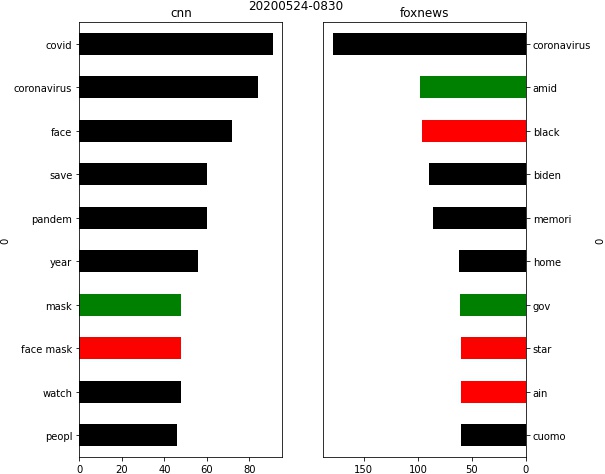 20200524-0830
cnn
foxnews
covid
coronavirus
face
save
pandem
year
mask
face mask
watch
peopl
0
0 20 40 60 80
coronavirus
amid
black
biden
memori
home
gov
star
ain
cuomo
0
150 100 50 0